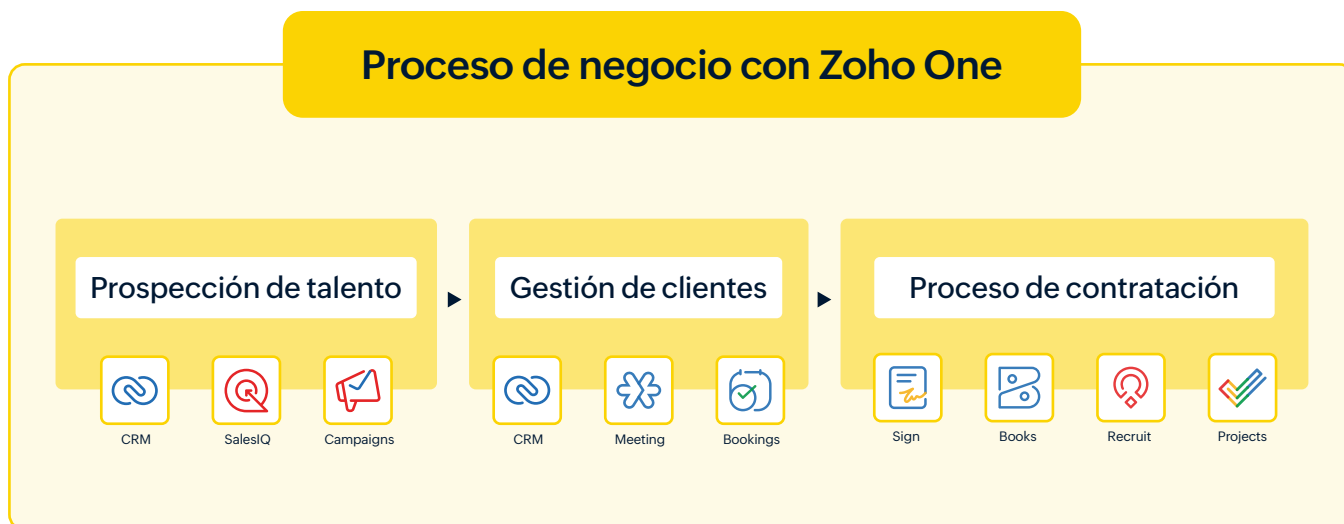 Proceso de negocio con Zoho One
Prospección de talento
Gestión de clientes
Proceso de contratación
CRM
SalesIQ
Campaigns
CRM
Meeting
Bookings
Sign
Books
Recruit
Projects